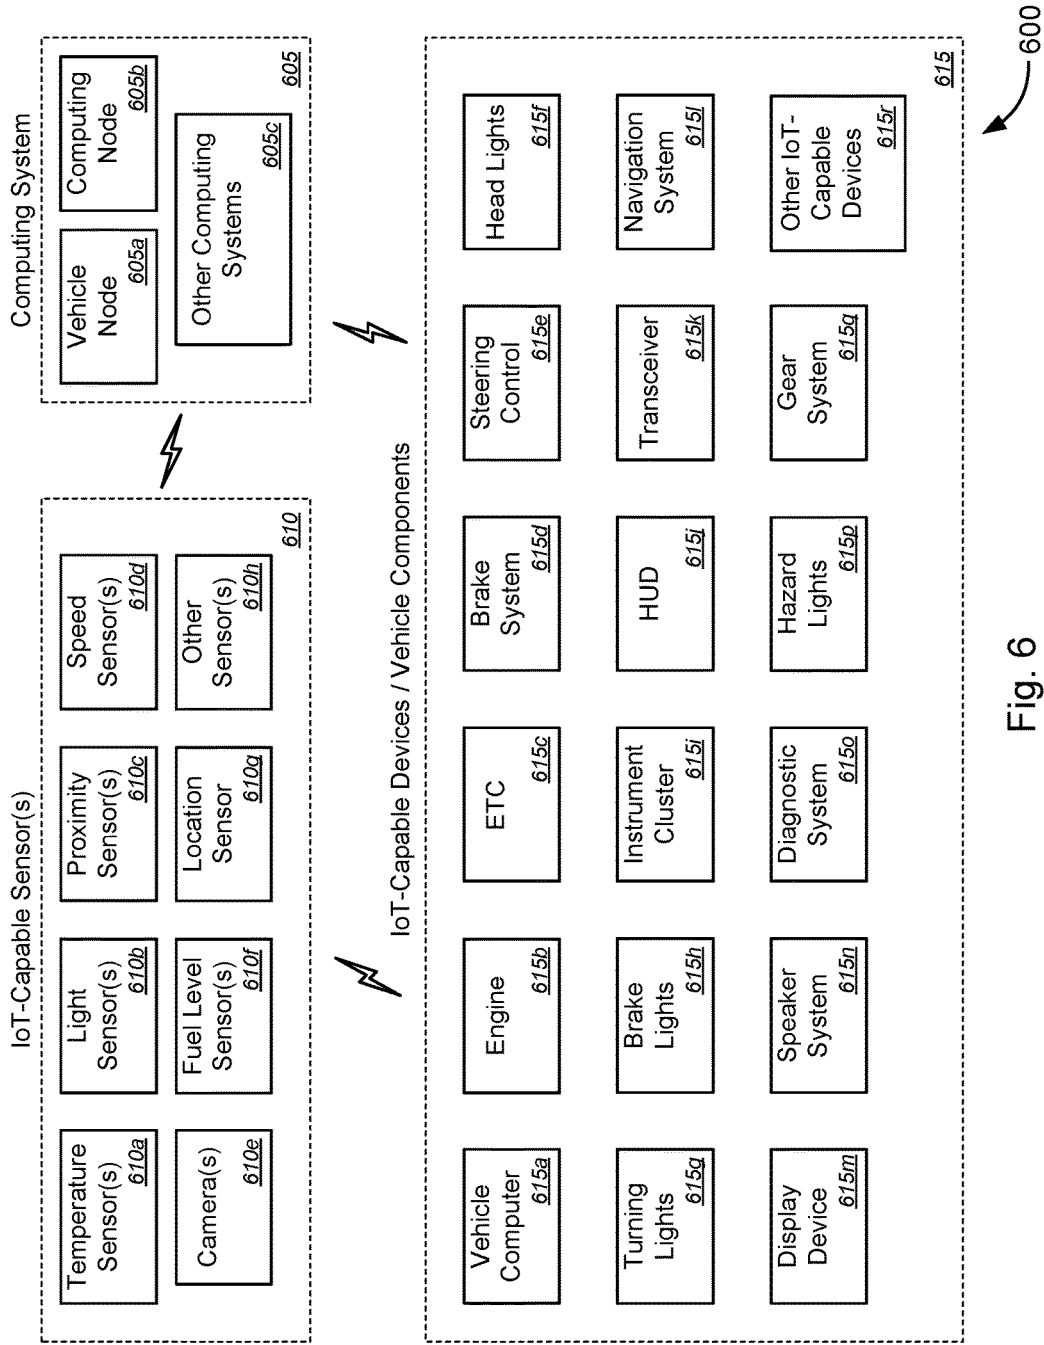 IoT-Capable Sensor(s)
Temperature
Sensor(s)
610a
Light
Sensor(s)
610b
Proximity
Sensor(s)
610c
Speed
Sensor(s)
610d
Camera(s)
610e
Fuel Level
Sensor(s)
610f
Location
Sensor
610g
Other
Sensor(s)
610h
610
Computing System
Vehicle
Node
605a
Computing
Node
605b
Other Computing
Systems
605c
605
IoT-Capable Devices / Vehicle Components
Vehicle
Computer
615a
Engine
615b
ETC
615c
Brake
System
615d
Steering
Control
615e
Head Lights
615f
Turning
Lights
615g
Brake
Lights
615h
Instrument
Cluster
615i
HUD
615j
Transceiver
615k
Navigation
System
615l
Display
Device
615m
Speaker
System
615n
Diagnostic
System
615o
Hazard
Lights
615p
Gear
System
615q
Other IoT-
Capable
Devices
615r
615
600
Fig. 6